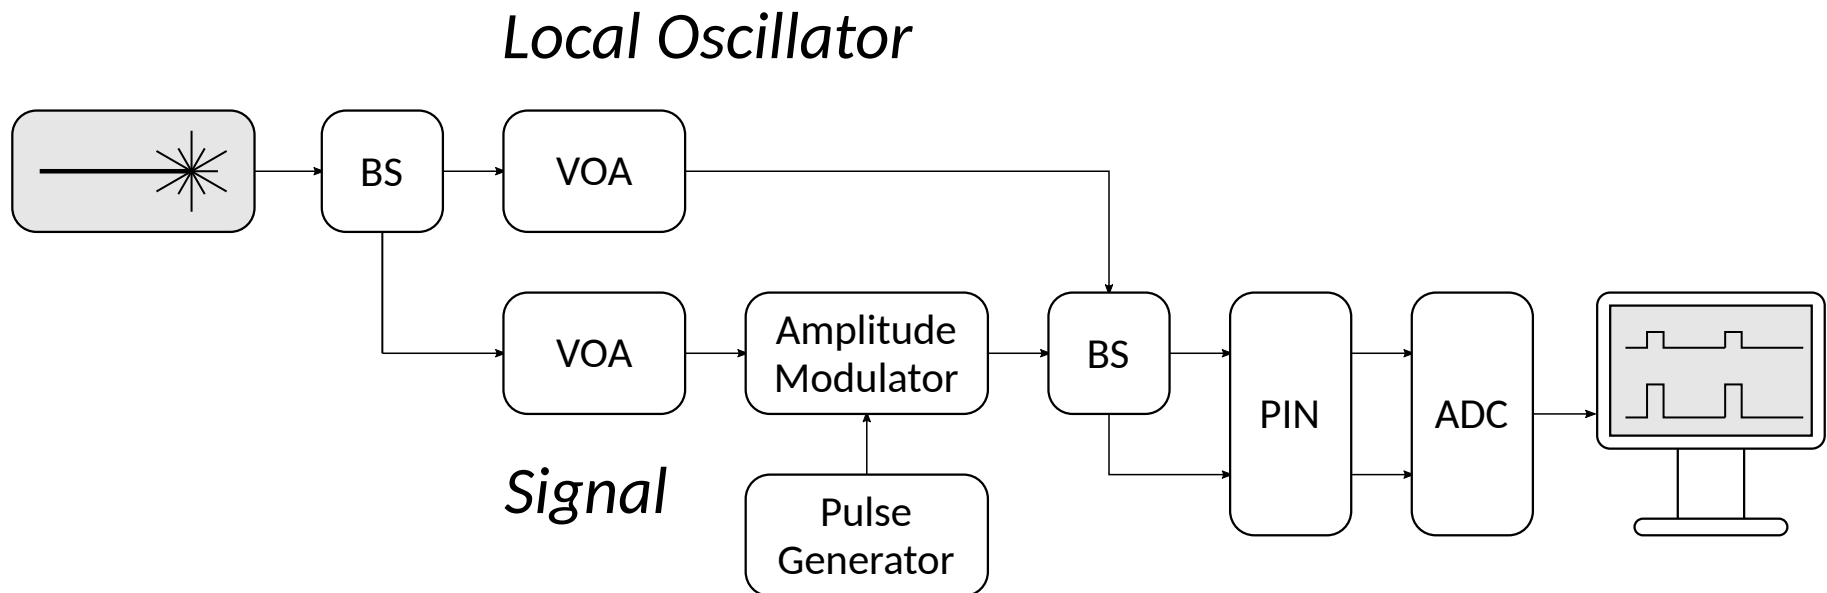 Local Oscillator
BS
VOA
VOA
Amplitude
Modulator
BS
PIN
ADC
Signal
Pulse
Generator